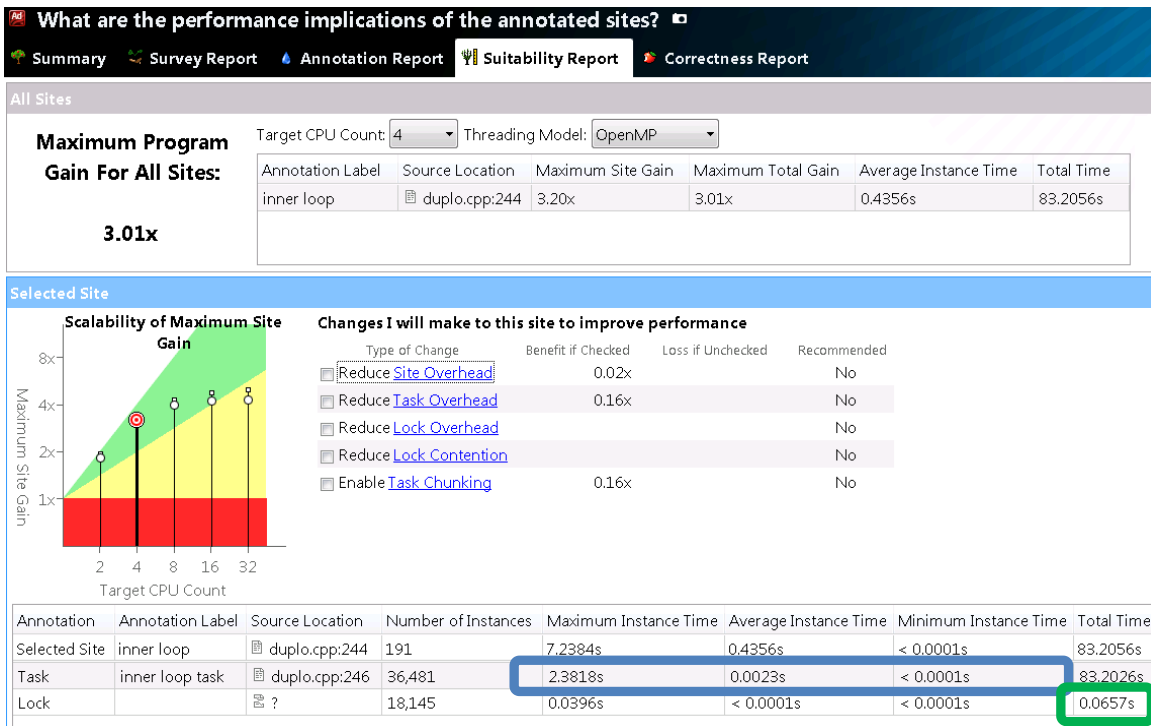 What are the performance implications of the annotated sites?
Summary Survey Report Annotation Report Suitability Report Correctness Report
All Sites
Maximum Program Gain For All Sites:
3.01x
Target CPU Count: 4 Threading Model: OpenMP
Annotation Label Source Location Maximum Site Gain Maximum Total Gain Average Instance Time Total Time
inner loop duplo.cpp:244 3.20x 3.01x 0.4356s 83.2056s
Selected Site
Scalability of Maximum Site Gain
Maximum Site Gain
8x
4x
2x
1x
2 4 8 16 32
Target CPU Count
Changes I will make to this site to improve performance
Type of Change Benefit if Checked Loss if Unchecked Recommended
Reduce Site Overhead 0.02x No
Reduce Task Overhead 0.16x No
Reduce Lock Overhead No
Reduce Lock Contention No
Enable Task Chunking 0.16x No
Annotation Annotation Label Source Location Number of Instances Maximum Instance Time Average Instance Time Minimum Instance Time Total Time
Selected Site inner loop duplo.cpp:244 191 7.2384s 0.4356s < 0.0001s 83.2056s
Task inner loop task duplo.cpp:246 36,481 2.3818s 0.0023s < 0.0001s 83.2026s
Lock ? 18,145 0.0396s < 0.0001s < 0.0001s 0.0657s